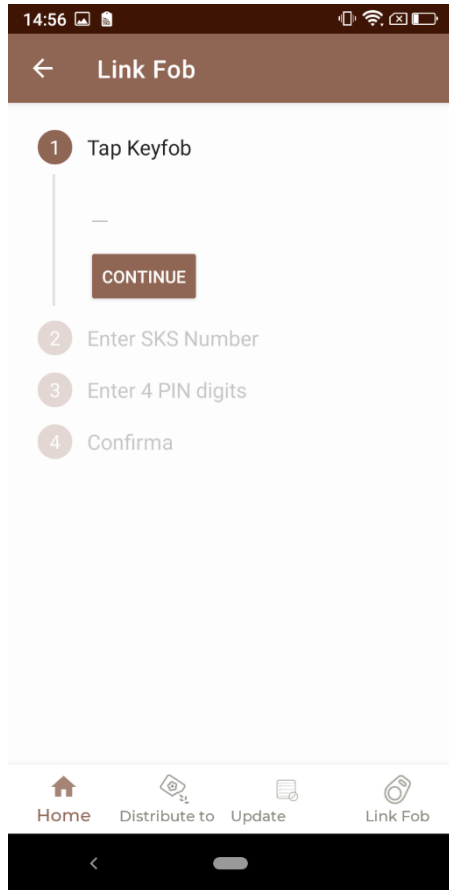 14:56
Link Fob
1 Tap Keyfob
—
CONTINUE
2 Enter SKS Number
3 Enter 4 PIN digits
4 Confirma
Home Distribute to Update Link Fob